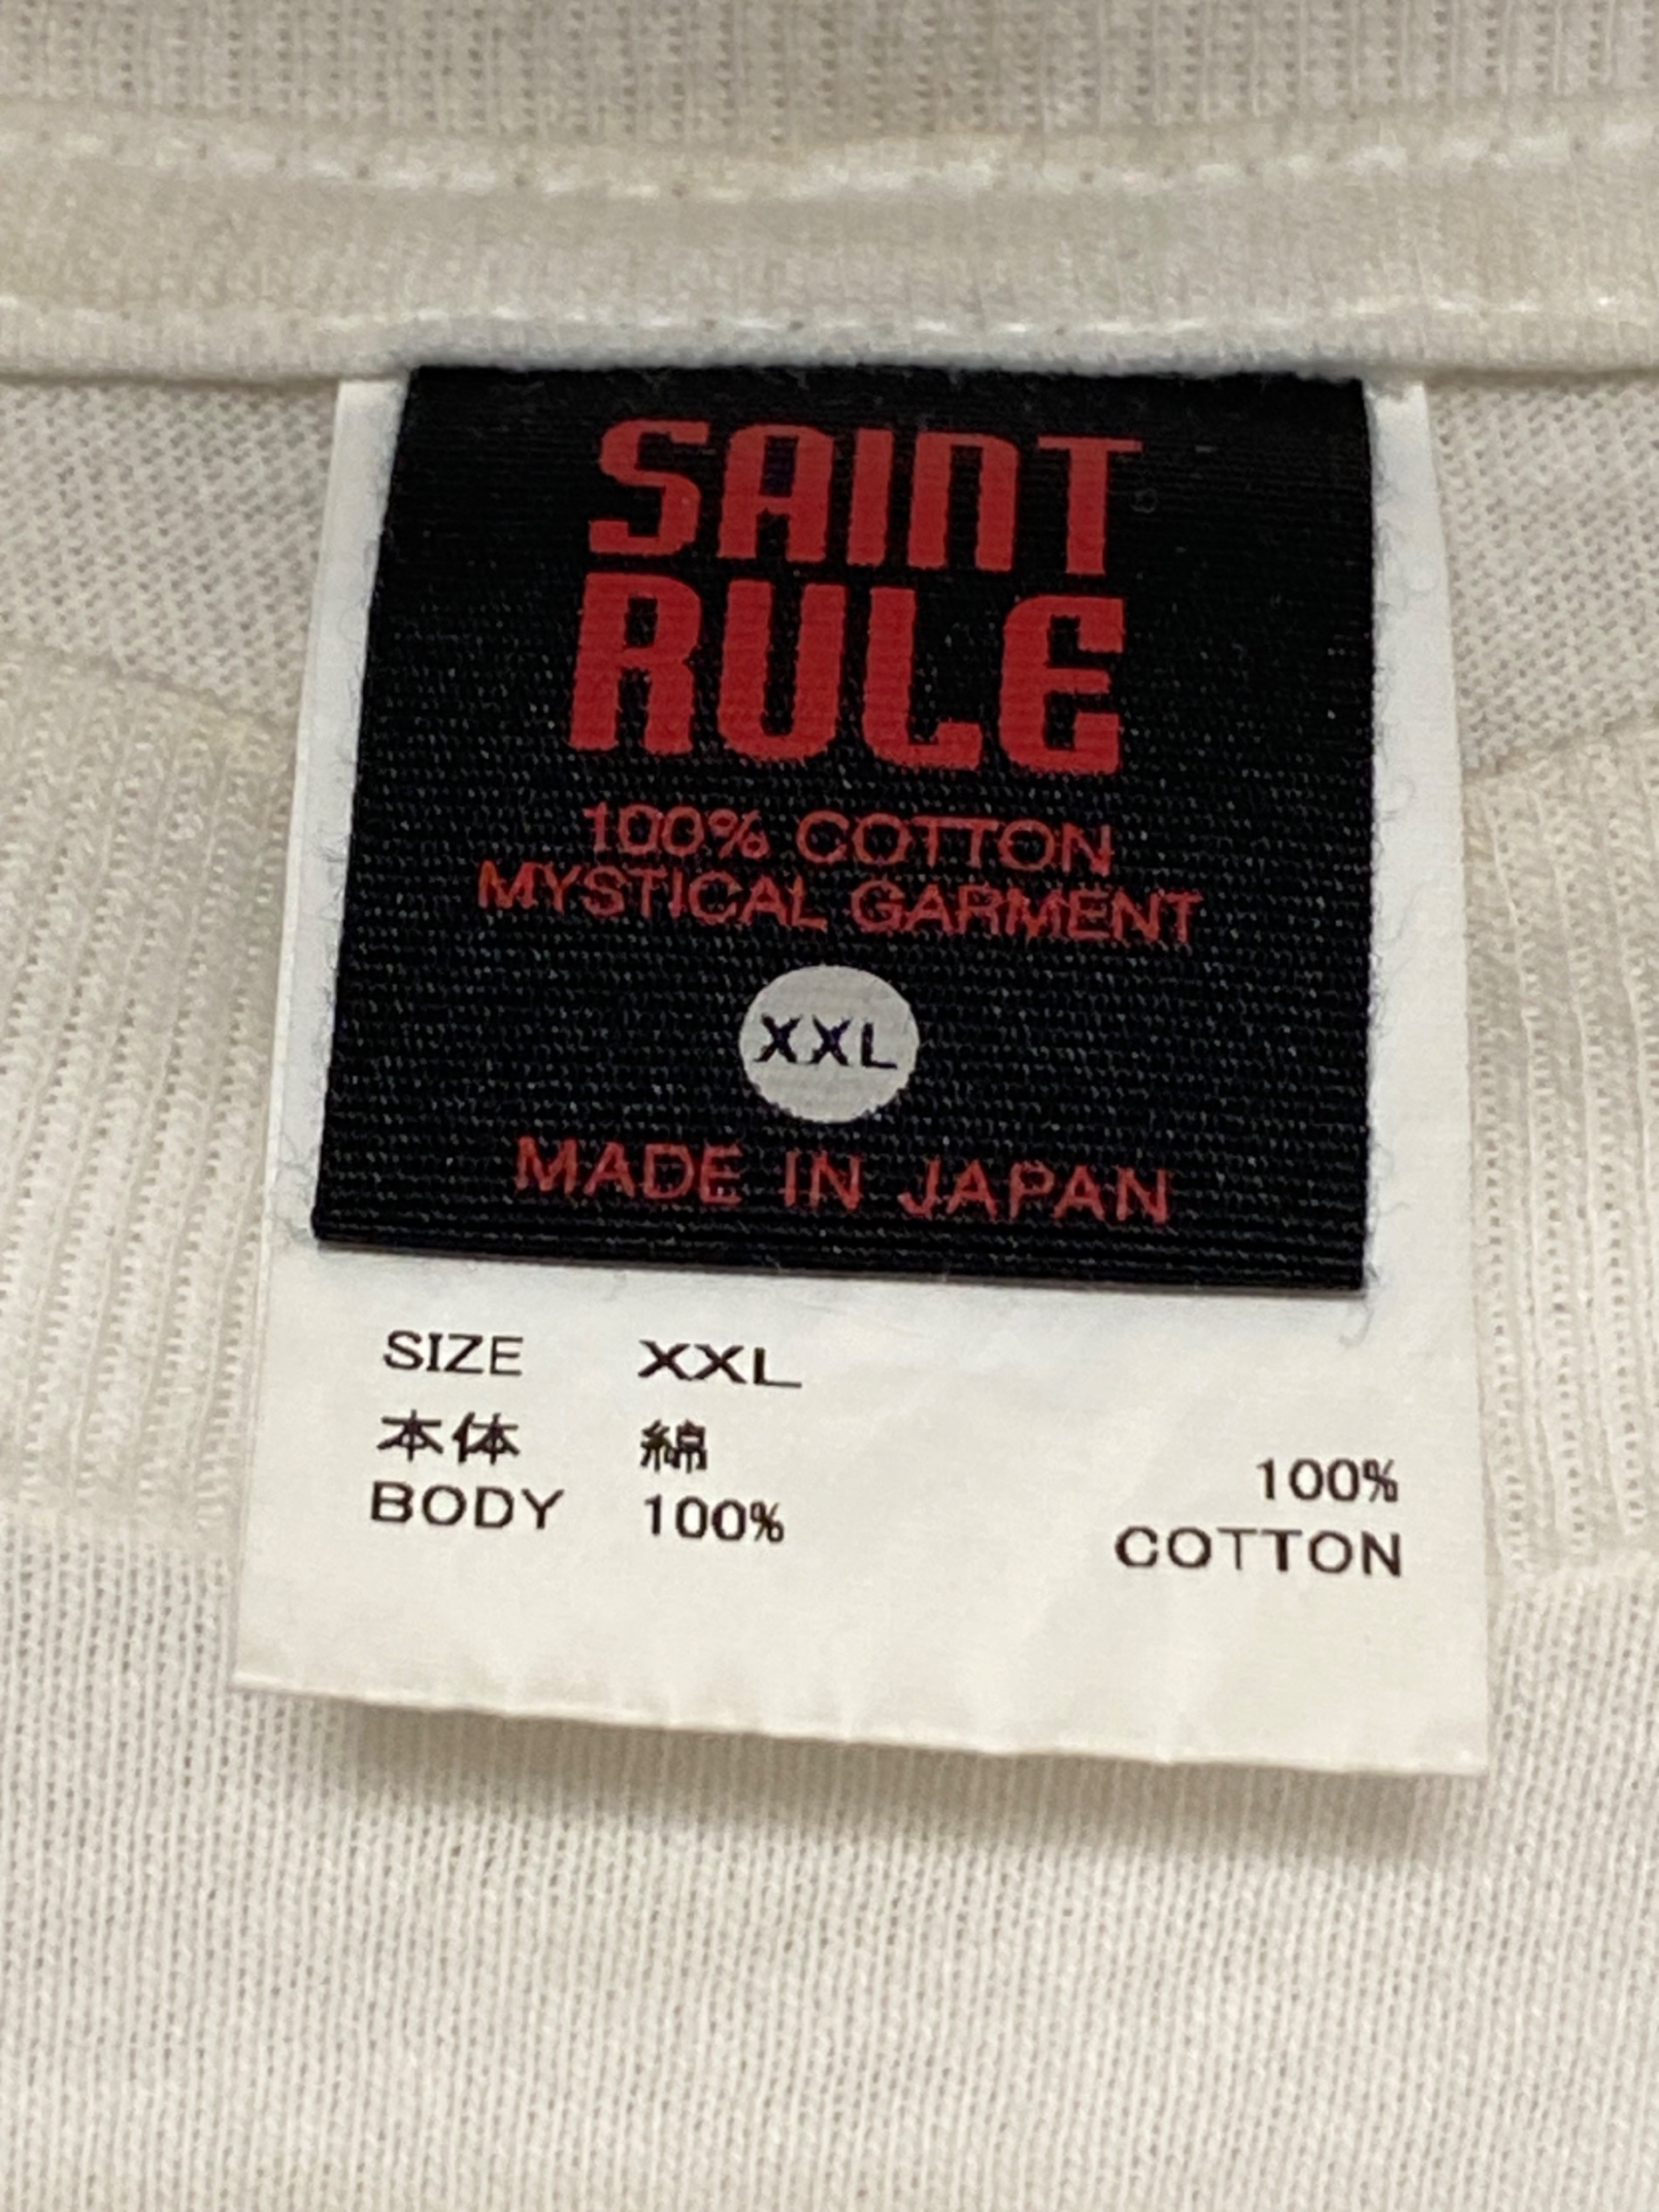 SAINT
RULE
100% COTTON
MYSTICAL GARMENT
XXL
MADE IN JAPAN
SIZE XXL
本体 綿 100%
BODY 100% COTTON